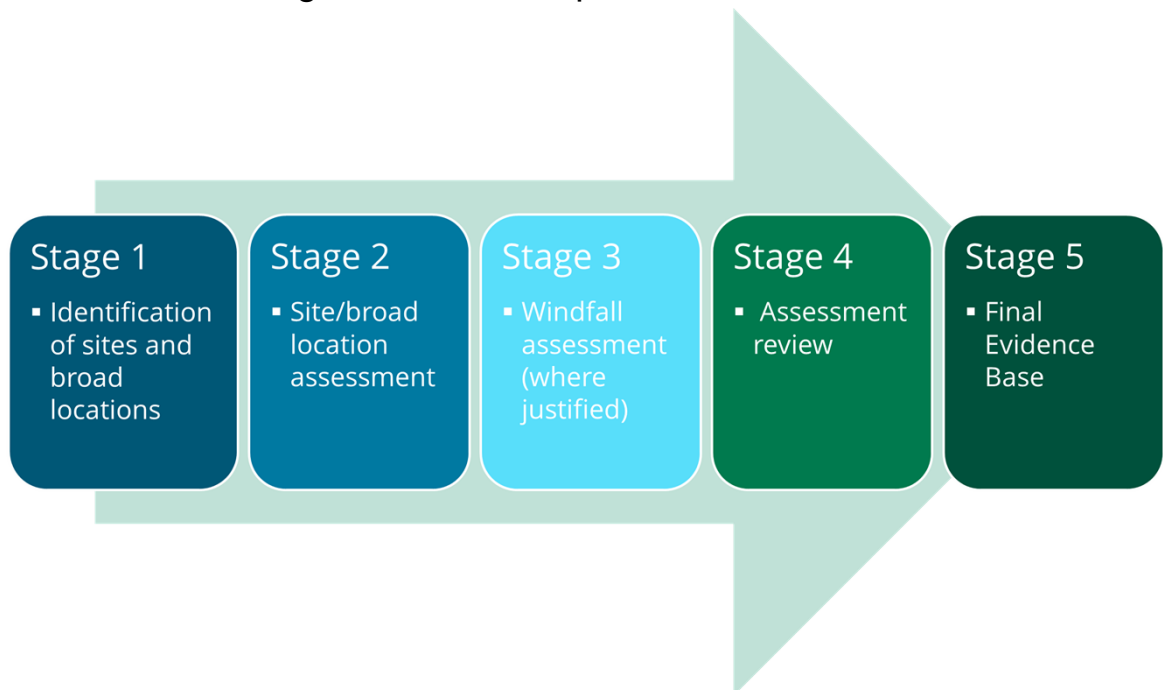 Stage 1
▪ Identification
of sites and
broad
locations
Stage 2
▪ Site/broad
location
assessment
Stage 3
▪ Windfall
assessment
(where
justified)
Stage 4
▪ Assessment
review
Stage 5
▪ Final
Evidence
Base